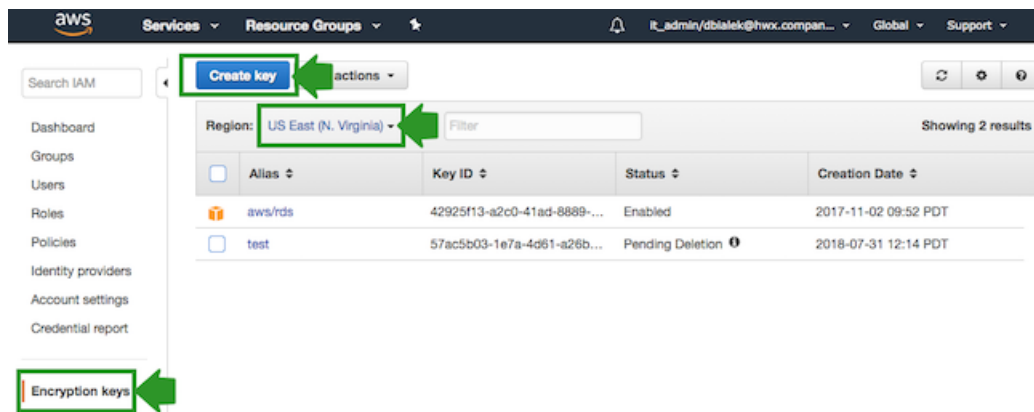 aws Services Resource Groups it_admin/dbialek@hwx.compan... Global Support
Search IAM
Create key actions
Dashboard
Region: US East (N. Virginia) Filter Showing 2 results
Groups
Alias Key ID Status Creation Date
Users
Roles
aws/rds 42925f13-a2c0-41ad-8889-... Enabled 2017-11-02 09:52 PDT
Policies
test 57ac5b03-1e7a-4d61-a26b... Pending Deletion 2018-07-31 12:14 PDT
Identity providers
Account settings
Credential report
Encryption keys